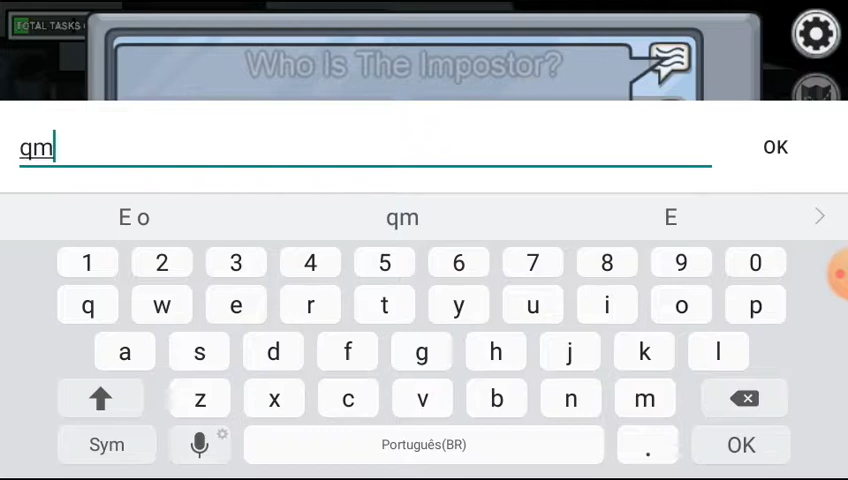 TOTAL TASKS
Who Is The Impostor?
qm
OK
E o qm E
1 2 3 4 5 6 7 8 9 0
q w e r t y u i o p
a s d f g h j k l
z x c v b n m
Sym Português(BR) . OK